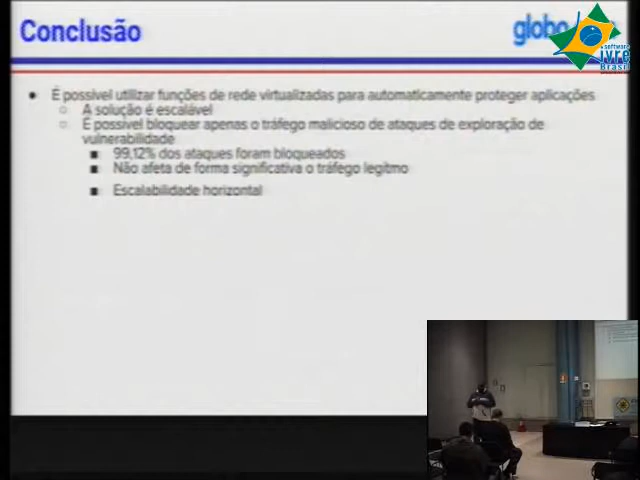 Conclusão
globo
software
ivre
Brasil
● É possível utilizar funções de rede virtualizadas para automaticamente proteger aplicações
○ A solução é escalável
○ É possível bloquear apenas o tráfego malicioso de ataques de exploração de
vulnerabilidade
■ 99,12% dos ataques foram bloqueados
■ Não afeta de forma significativa o tráfego legítmo
■ Escalabilidade horizontal